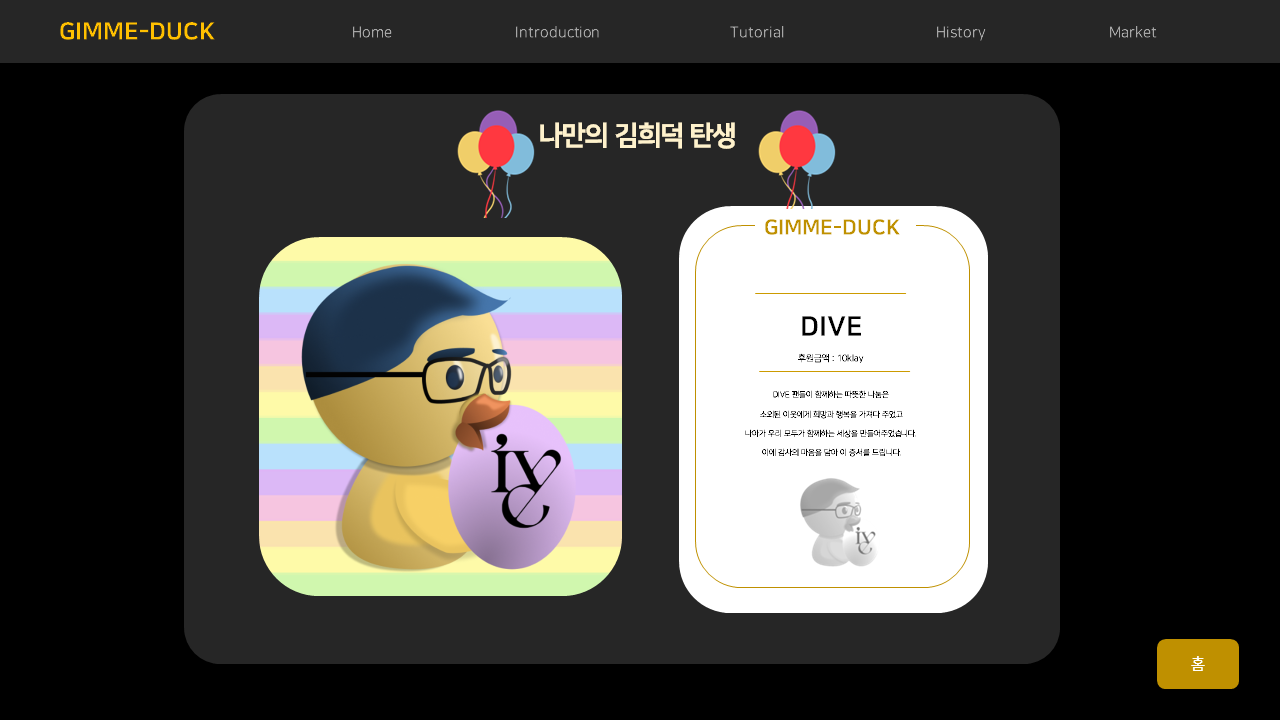 GIMME-DUCK
Home
Introduction
Tutorial
History
Market
나만의 김희덕 탄생
GIMME-DUCK
DIVE
후원금액 : 10klay
DIVE 팬들이 함께하는 따뜻한 나눔은
소외된 이웃에게 희망과 행복을 가져다 주었고
나아가 우리 모두가 함께하는 세상을 만들어주었습니다.
이에 감사의 마음을 담아 이 증서를 드립니다.
홈